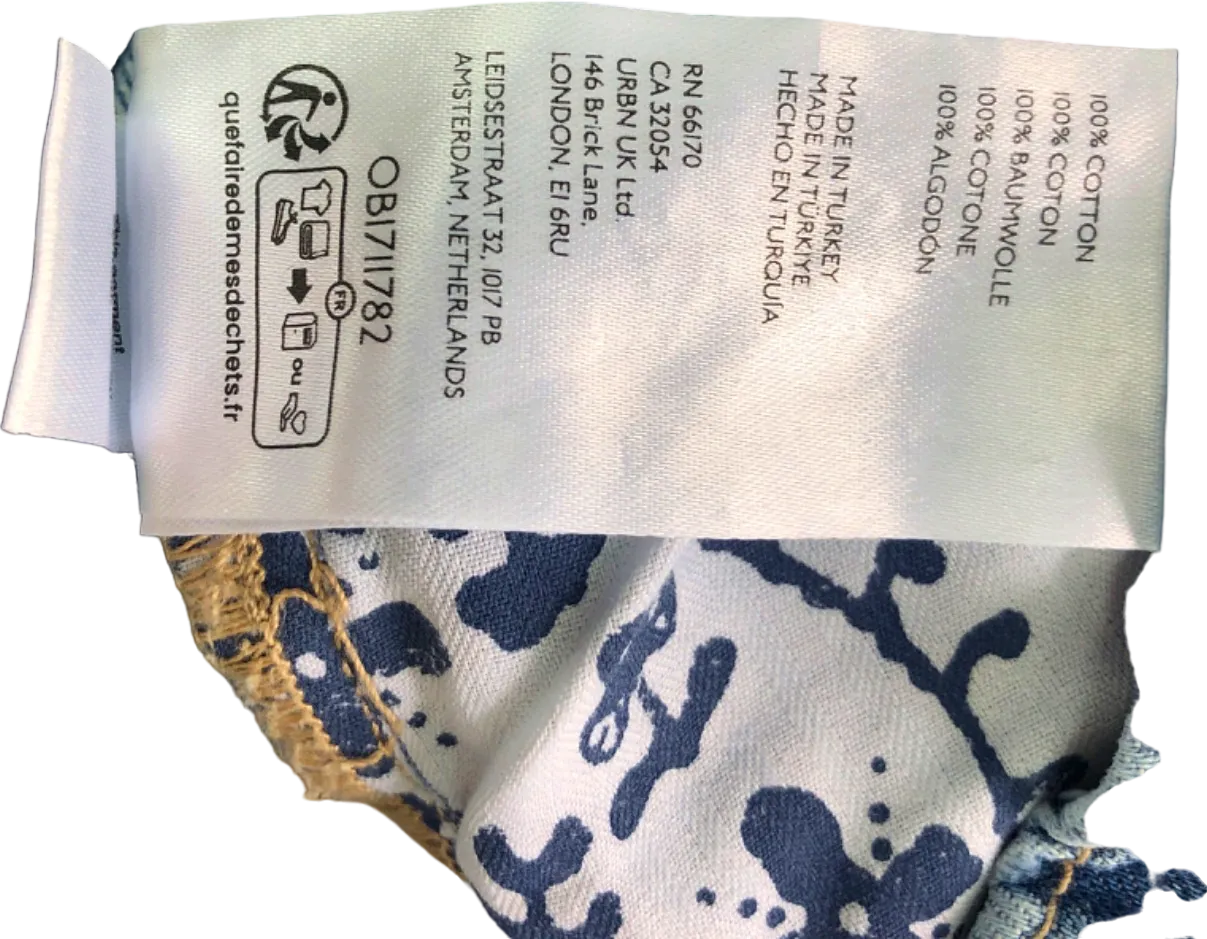 100% COTTON
100% COTON
100% BAUMWOLLE
100% COTONE
100% ALGODÓN
MADE IN TURKEY
MADE IN TÜRKIYE
HECHO EN TURQUÍA
RN 66170
CA 32054
URBN UK Ltd.
146 Brick Lane,
LONDON, E1 6RU
LEIDSESTRAAT 32, 1017 PB
AMSTERDAM, NETHERLANDS
OB1711782
FR
ou
quefairedemesdechets.fr
garment